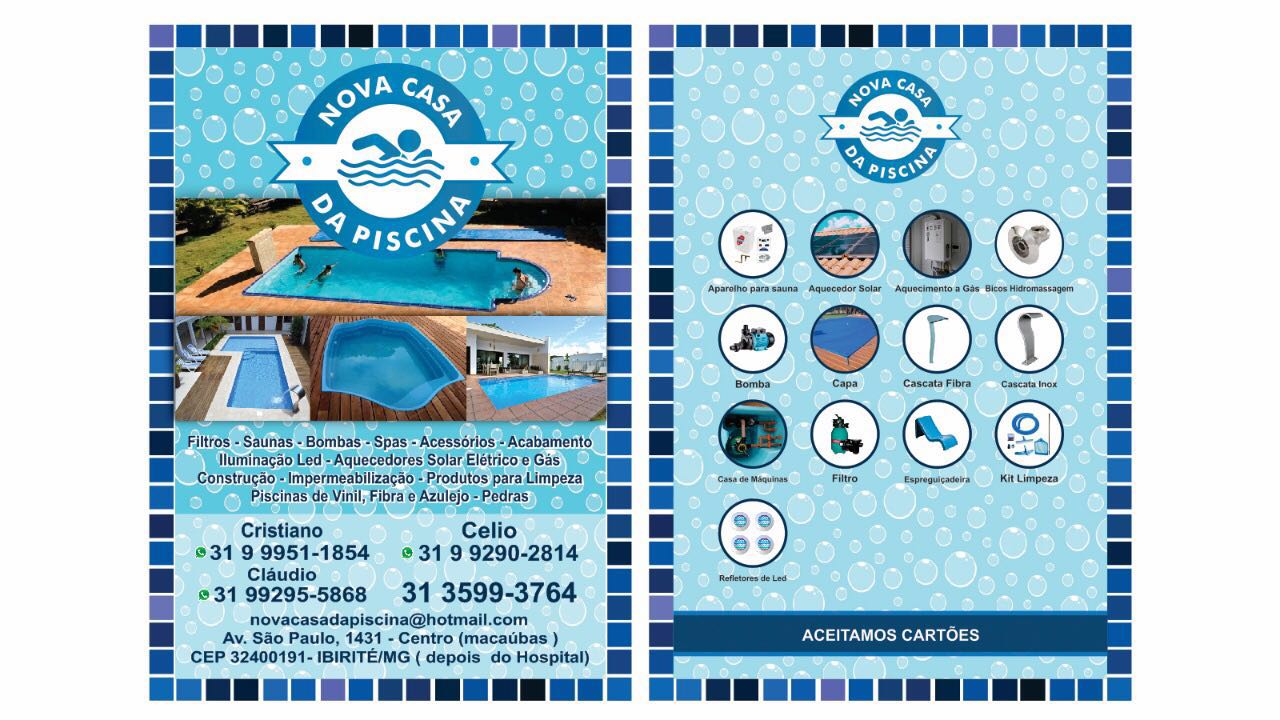 NOVA CASA
DA PISCINA
Filtros - Saunas - Bombas - Spas - Acessórios - Acabamento
Iluminação Led - Aquecedores Solar Elétrico e Gás
Construção - Impermeabilização - Produtos para Limpeza
Piscinas de Vinil, Fibra e Azulejo - Pedras
Cristiano
31 9 9951-1854
Celio
31 9 9290-2814
Cláudio
31 99295-5868
31 3599-3764
novacasadapiscina@hotmail.com
Av. São Paulo, 1431 - Centro (macaúbas )
CEP 32400191- IBIRITÉ/MG ( depois do Hospital)
NOVA CASA
DA PISCINA
Aparelho para sauna
Aquecedor Solar
Aquecimento a Gás
Bicos Hidromassagem
Bomba
Capa
Cascata Fibra
Cascata Inox
Casa de Máquinas
Filtro
Espreguiçadeira
Kit Limpeza
Refletores de Led
ACEITAMOS CARTÕES